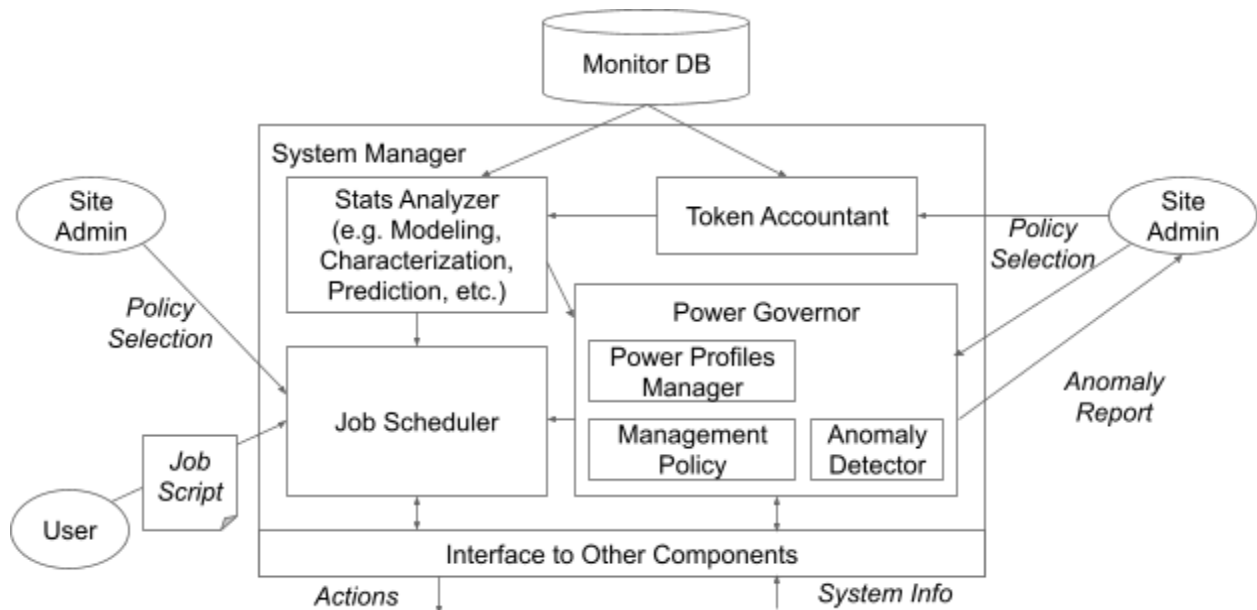 Monitor DB
System Manager
Stats Analyzer
(e.g. Modeling,
Characterization,
Prediction, etc.)
Token Accountant
Site
Admin
Site
Admin
Policy
Selection
Policy
Selection
Power Governor
Power Profiles
Manager
Job Scheduler
Management
Policy
Anomaly
Detector
Anomaly
Report
Job
Script
User
Interface to Other Components
Actions
System Info